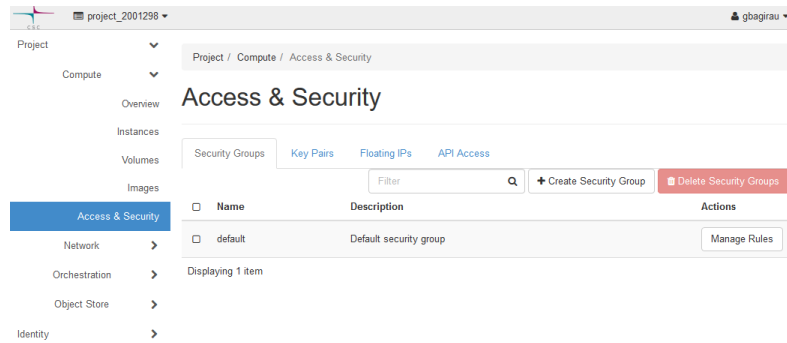 CSC
project_2001298
gbagirau
Project
Compute
Overview
Instances
Volumes
Images
Access & Security
Network
Orchestration
Object Store
Identity
Project / Compute / Access & Security
Access & Security
Security Groups Key Pairs Floating IPs API Access
Filter + Create Security Group Delete Security Groups
Name Description Actions
default Default security group Manage Rules
Displaying 1 item